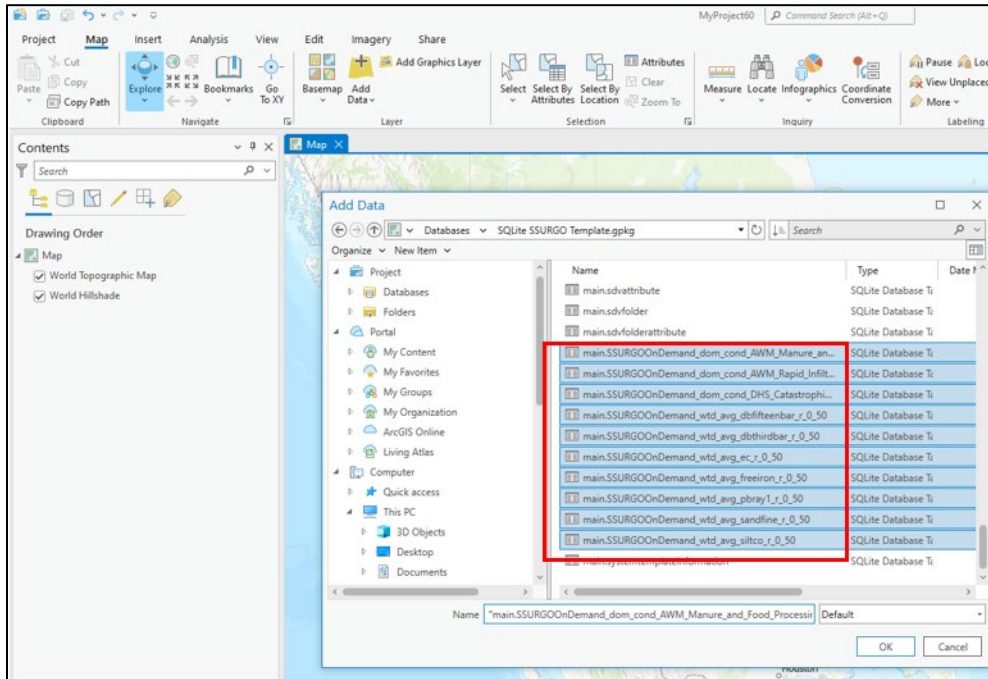 MyProject60
Command Search (Alt+Q)
Project Map Insert Analysis View Edit Imagery Share
Paste
Cut
Copy
Copy Path
Clipboard
Explore
Bookmarks
Go To XY
Navigate
Basemap
Add Data
Add Graphics Layer
Layer
Select
Select By Attributes
Select By Location
Attributes
Clear
Zoom To
Selection
Measure
Locate
Infographics
Coordinate Conversion
Inquiry
Pause
Loc
View Unplaced
More
Labeling
Contents
Search
Drawing Order
Map
World Topographic Map
World Hillshade
Map
Add Data
Databases
SQLite SSURGO Template.gpkg
Search
Organize
New Item
Project
Databases
Folders
Portal
My Content
My Favorites
My Groups
My Organization
ArcGIS Online
Living Atlas
Computer
Quick access
This PC
3D Objects
Desktop
Documents
Name Type Date
main.sdvattribute SQLite Database Ta
main.sdvfolder SQLite Database Ta
main.sdvfolderattribute SQLite Database Ta
main.SSURGOOnDemand_dom_cond_AWM_Manure_an... SQLite Database Ta
main.SSURGOOnDemand_dom_cond_AWM_Rapid_Infilt... SQLite Database Ta
main.SSURGOOnDemand_dom_cond_DHS_Catastrophi... SQLite Database Ta
main.SSURGOOnDemand_wtd_avg_dbfifteenbar_r_0_50 SQLite Database Ta
main.SSURGOOnDemand_wtd_avg_dbthirdbar_r_0_50 SQLite Database Ta
main.SSURGOOnDemand_wtd_avg_ec_r_0_50 SQLite Database Ta
main.SSURGOOnDemand_wtd_avg_freeiron_r_0_50 SQLite Database Ta
main.SSURGOOnDemand_wtd_avg_pbray1_r_0_50 SQLite Database Ta
main.SSURGOOnDemand_wtd_avg_sandfine_r_0_50 SQLite Database Ta
main.SSURGOOnDemand_wtd_avg_siltco_r_0_50 SQLite Database Ta
main.systemtemplateinformation SQLite Database Ta
Name "main.SSURGOOnDemand_dom_cond_AWM_Manure_and_Food_Processin Default
OK Cancel
Houston